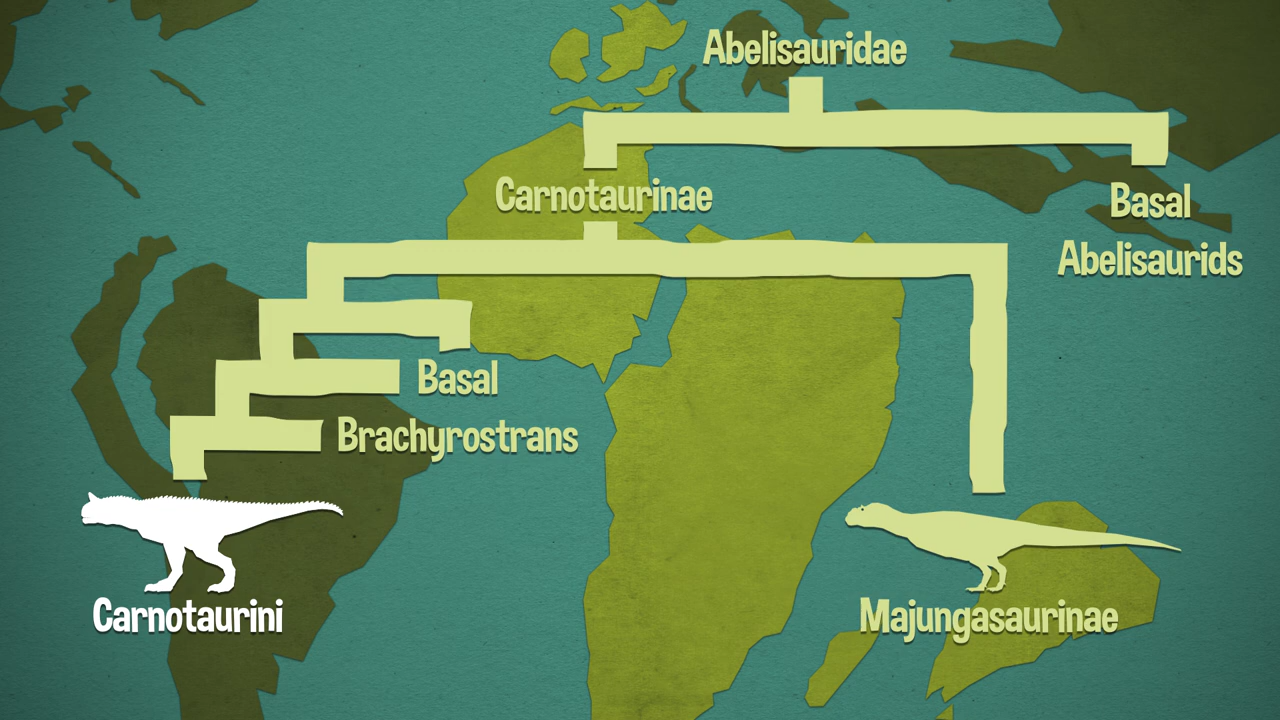 Abelisauridae
Carnotaurinae
Basal
Abelisaurids
Basal
Brachyrostrans
Carnotaurini
Majungasaurinae